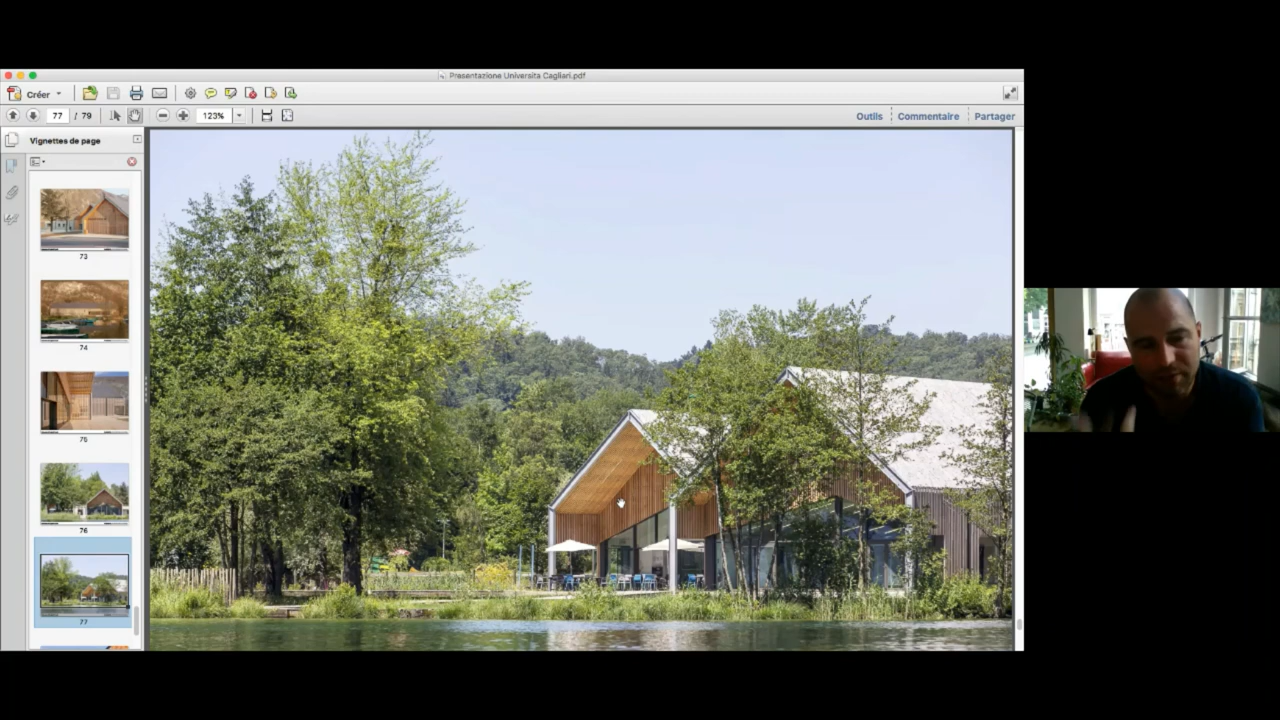 Presentazione Universita Cagliari.pdf
Créer
77 / 79
123%
Outils
Commentaire
Partager
Vignettes de page
73
74
75
76
77